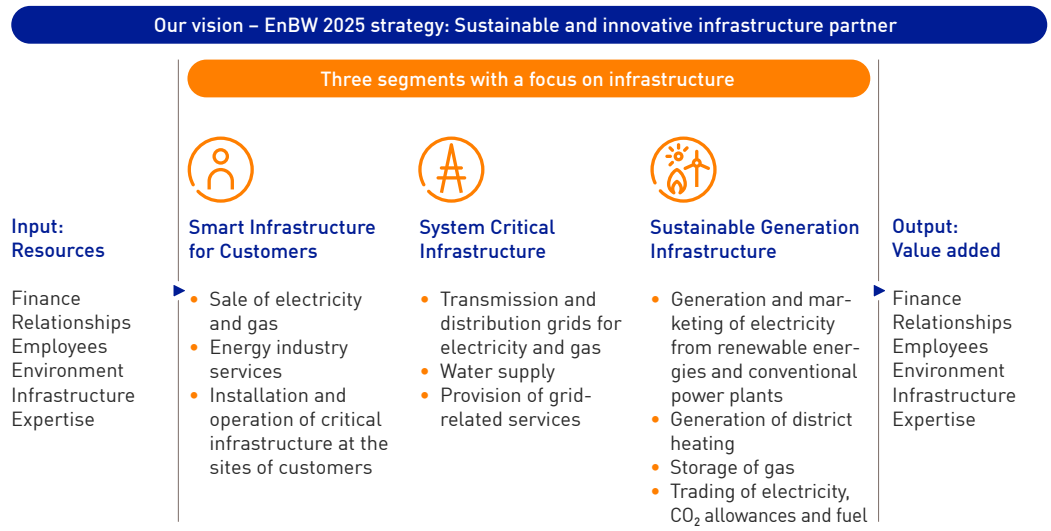 Our vision – EnBW 2025 strategy: Sustainable and innovative infrastructure partner
Three segments with a focus on infrastructure
Input:
Resources
Finance
Relationships
Employees
Environment
Infrastructure
Expertise
Smart Infrastructure
for Customers
• Sale of electricity
and gas
• Energy industry
services
• Installation and
operation of critical
infrastructure at the
sites of customers
System Critical
Infrastructure
• Transmission and
distribution grids for
electricity and gas
• Water supply
• Provision of grid-
related services
Sustainable Generation
Infrastructure
• Generation and mar-
keting of electricity
from renewable ener-
gies and conventional
power plants
• Generation of district
heating
• Storage of gas
• Trading of electricity,
CO₂ allowances and fuel
Output:
Value added
Finance
Relationships
Employees
Environment
Infrastructure
Expertise